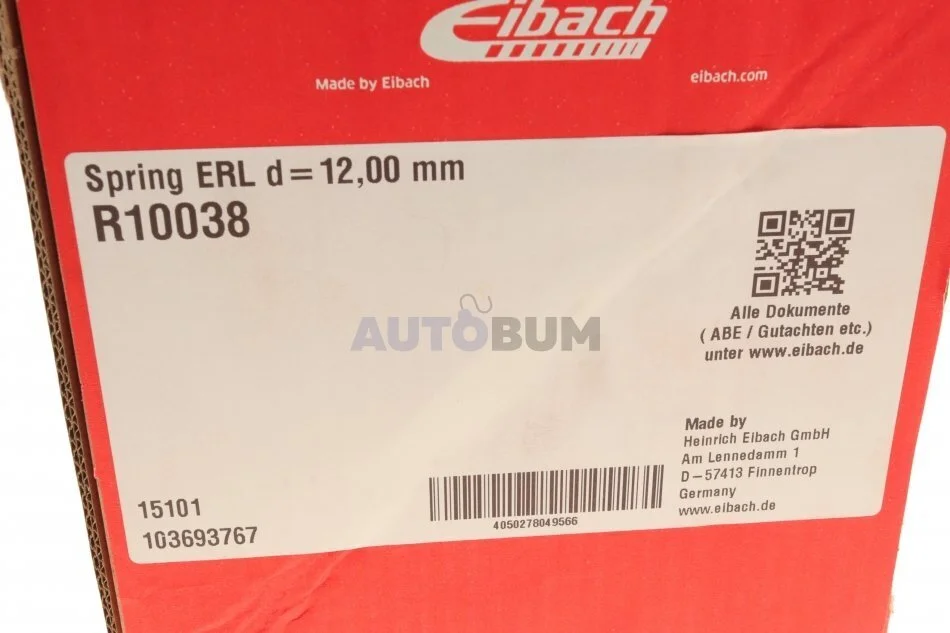 Eibach
Made by Eibach
eibach.com
Spring ERL d=12,00 mm
R10038
Alle Dokumente
( ABE / Gutachten etc.)
unter www.eibach.de
AUTOBUM
Made by
Heinrich Eibach GmbH
Am Lennedamm 1
D-57413 Finnentrop
Germany
www.eibach.de
15101
103693767
4050278049566